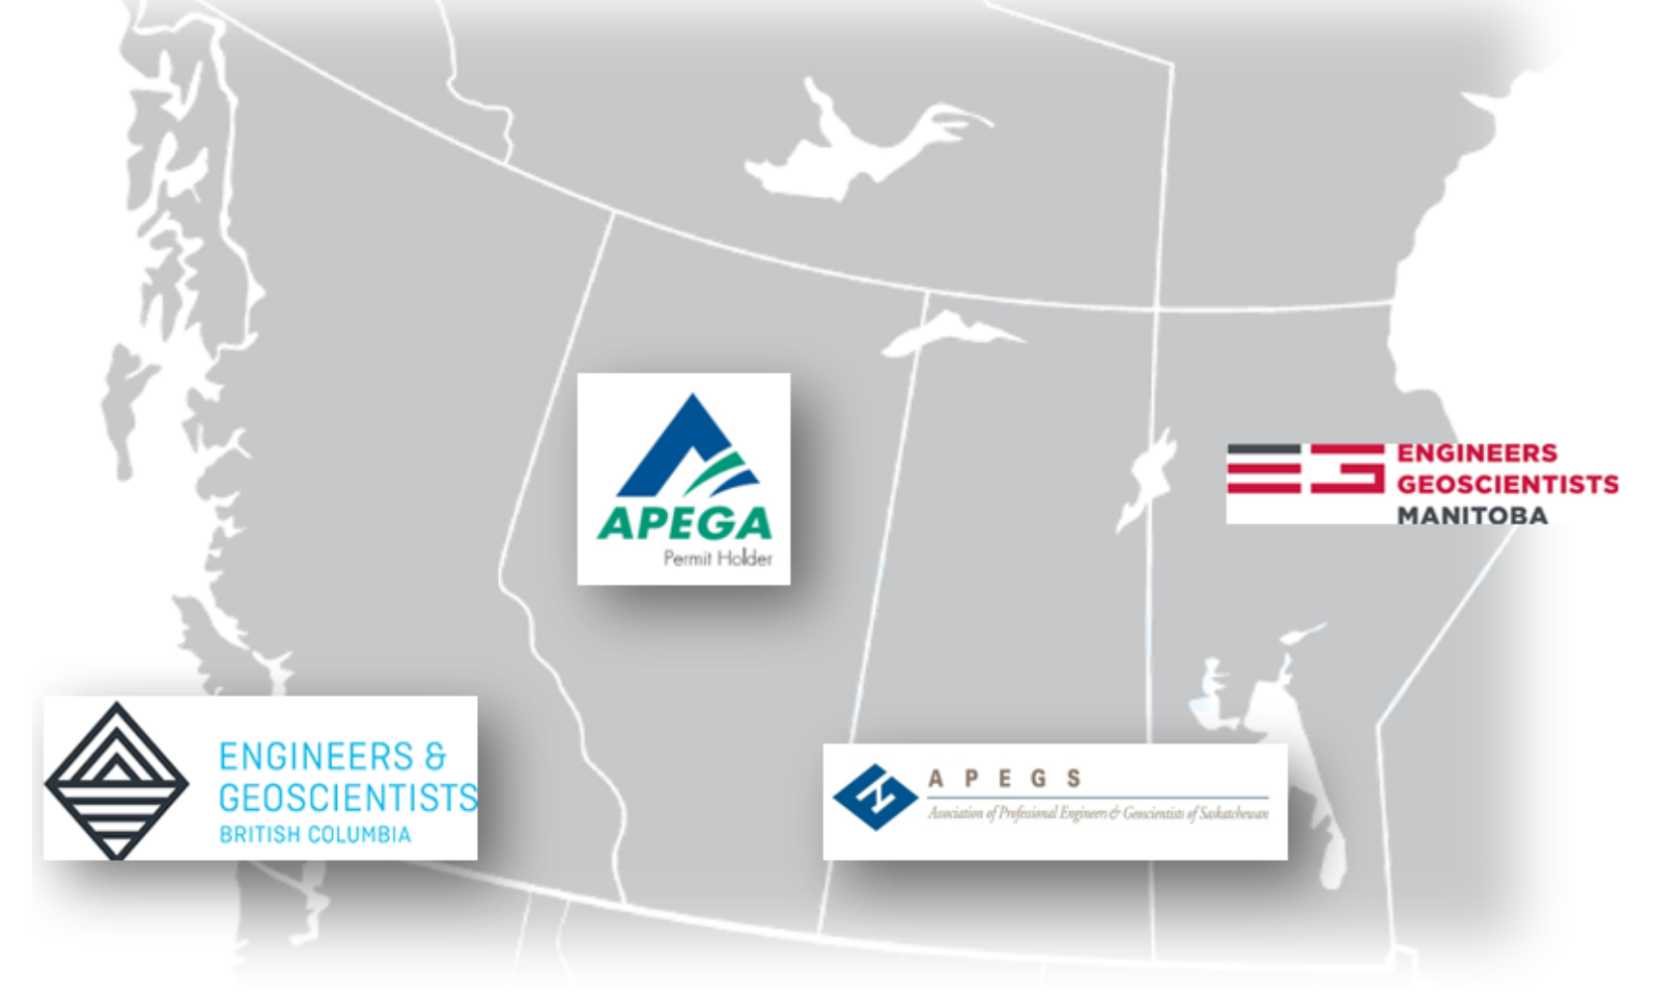 APEGA
Permit Holder
ENGINEERS
GEOSCIENTISTS
MANITOBA
ENGINEERS &
GEOSCIENTISTS
BRITISH COLUMBIA
A P E G S
Association of Professional Engineers & Geoscientists of Saskatchewan